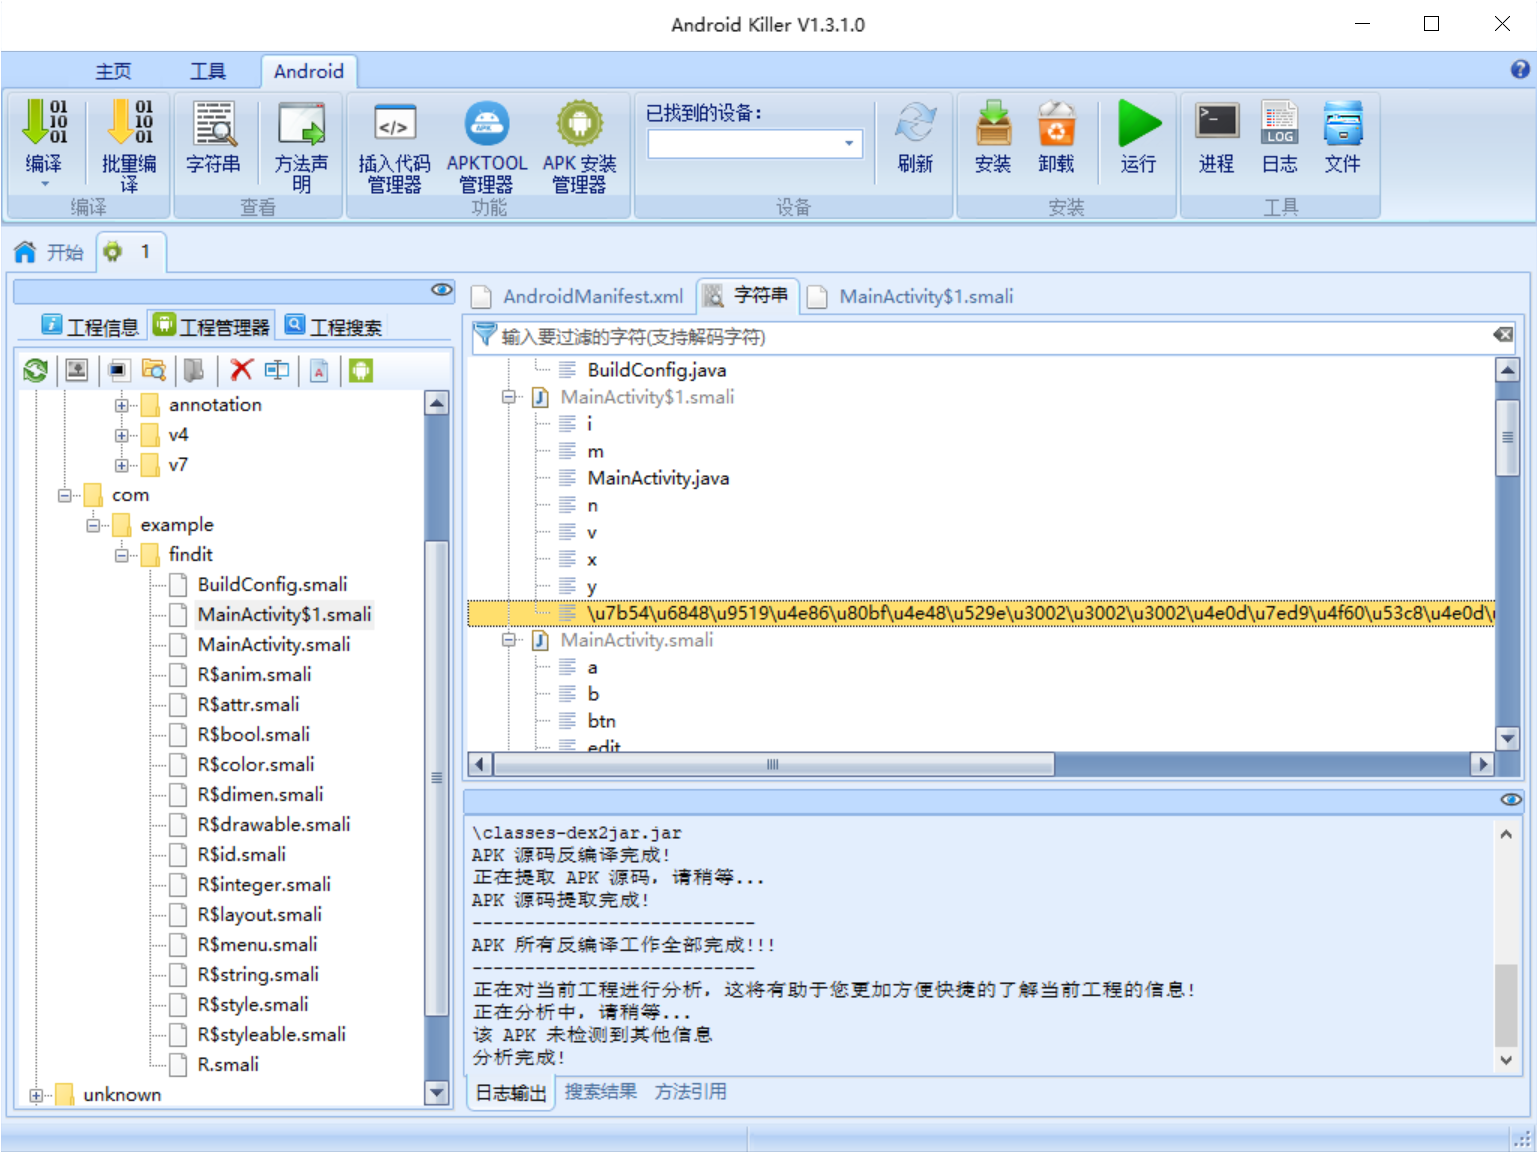 Android Killer V1.3.1.0
主页 工具 Android
编译
批量编译
字符串
方法声明
插入代码管理器
APKTOOL 管理器
APK 安装管理器
已找到的设备：
刷新
安装
卸载
运行
进程
日志
文件
编译
查看
功能
设备
安装
工具
开始
1
工程信息 工程管理器 工程搜索
annotation
v4
v7
com
example
findit
BuildConfig.smali
MainActivity$1.smali
MainActivity.smali
R$anim.smali
R$attr.smali
R$bool.smali
R$color.smali
R$dimen.smali
R$drawable.smali
R$id.smali
R$integer.smali
R$layout.smali
R$menu.smali
R$string.smali
R$style.smali
R$styleable.smali
R.smali
unknown
AndroidManifest.xml 字符串 MainActivity$1.smali
输入要过滤的字符(支持解码字符)
BuildConfig.java
MainActivity$1.smali
i
m
MainActivity.java
n
v
x
y
\u7b54\u6848\u9519\u4e86\u80bf\u4e48\u529e\u3002\u3002\u3002\u4e0d\u7ed9\u4f60\u53c8\u4e0d\
MainActivity.smali
a
b
btn
edit
\classes-dex2jar.jar
APK 源码反编译完成!
正在提取 APK 源码，请稍等...
APK 源码提取完成!
---------------------------
APK 所有反编译工作全部完成!!!
---------------------------
正在对当前工程进行分析，这将有助于您更加方便快捷的了解当前工程的信息!
正在分析中，请稍等...
该 APK 未检测到其他信息
分析完成!
日志输出 搜索结果 方法引用